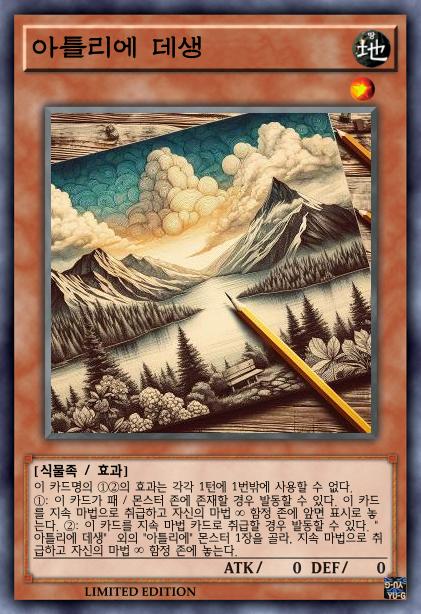 아틀리에 데생
땅
地
[식물족 / 효과]
이 카드명의 ①②의 효과는 각각 1턴에 1번밖에 사용할 수 없다.
①: 이 카드가 패 / 몬스터 존에 존재할 경우 발동할 수 있다. 이 카드
를 지속 마법으로 취급하고 자신의 마법 ∞ 함정 존에 앞면 표시로 놓
는다. ②: 이 카드를 지속 마법 카드로 취급할 경우 발동할 수 있다. "
아틀리에 데생"  외의 "아틀리에" 몬스터 1장을 골라, 지속 마법으로 취
급하고 자신의 마법 ∞ 함정 존에 놓는다.
ATK/ 0 DEF/ 0
LIMITED EDITION